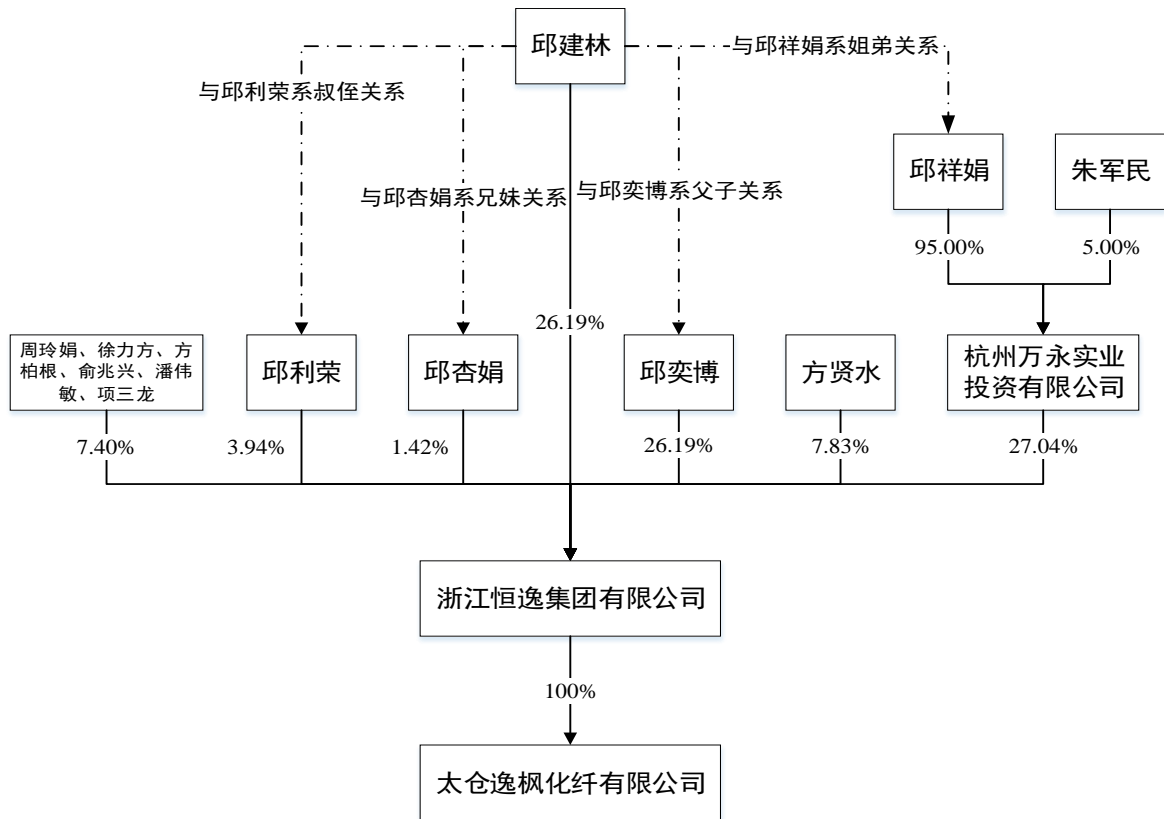 邱建林
与邱祥娟系姐弟关系
与邱利荣系叔侄关系
邱祥娟
朱军民
与邱杏娟系兄妹关系
与邱奕博系父子关系
95.00%
5.00%
26.19%
周玲娟、徐力方、方
柏根、俞兆兴、潘伟
敏、项三龙
邱利荣
邱杏娟
邱奕博
方贤水
杭州万永实业
投资有限公司
7.40%
3.94%
1.42%
26.19%
7.83%
27.04%
浙江恒逸集团有限公司
100%
太仓逸枫化纤有限公司